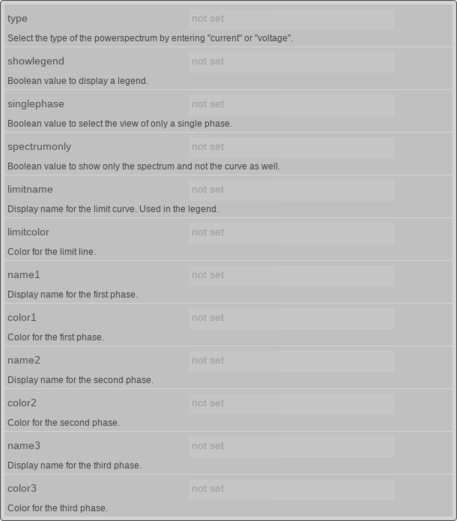 type not set
Select the type of the powerspectrum by entering "current" or "voltage".
showlegend not set
Boolean value to display a legend.
singlephase not set
Boolean value to select the view of only a single phase.
spectrumonly not set
Boolean value to show only the spectrum and not the curve as well.
limitname not set
Display name for the limit curve. Used in the legend.
limitcolor not set
Color for the limit line.
name1 not set
Display name for the first phase.
color1 not set
Color for the first phase.
name2 not set
Display name for the second phase.
color2 not set
Color for the second phase.
name3 not set
Display name for the third phase.
color3 not set
Color for the third phase.